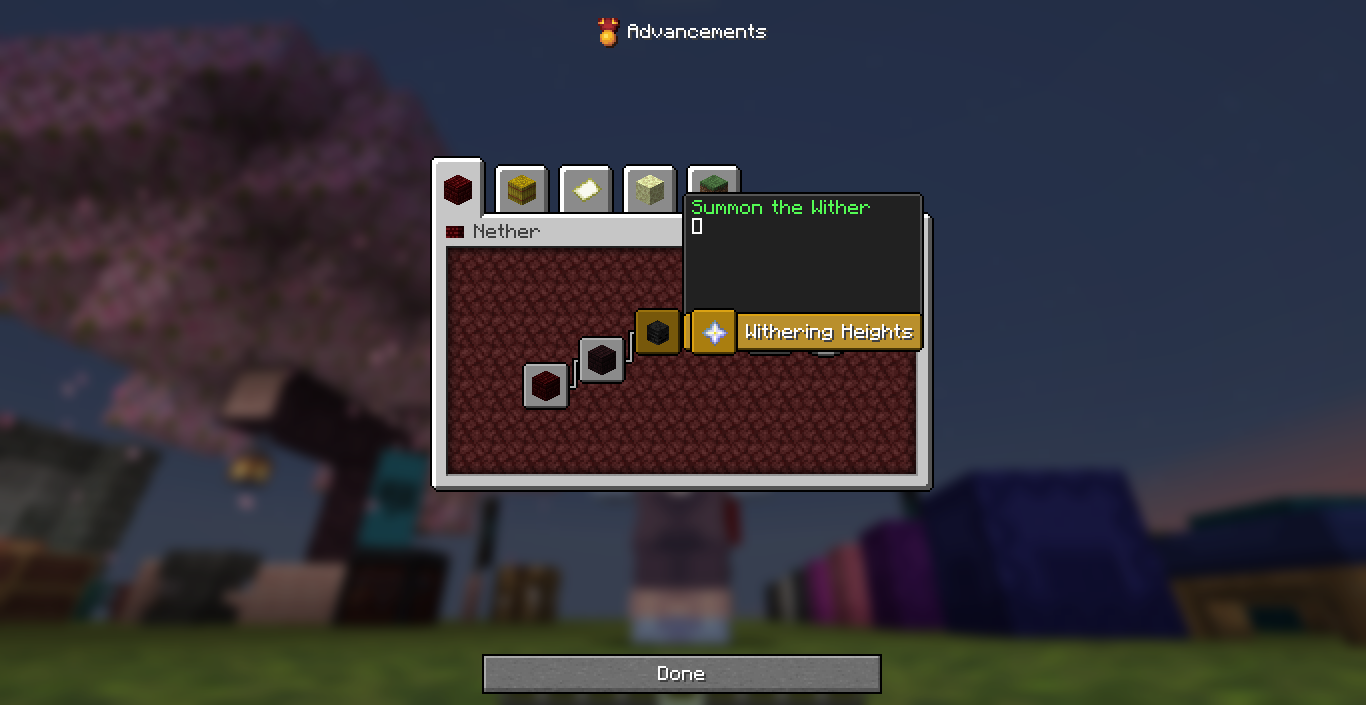 Advancements
Nether
Summon the Wither
Withering Heights
Done